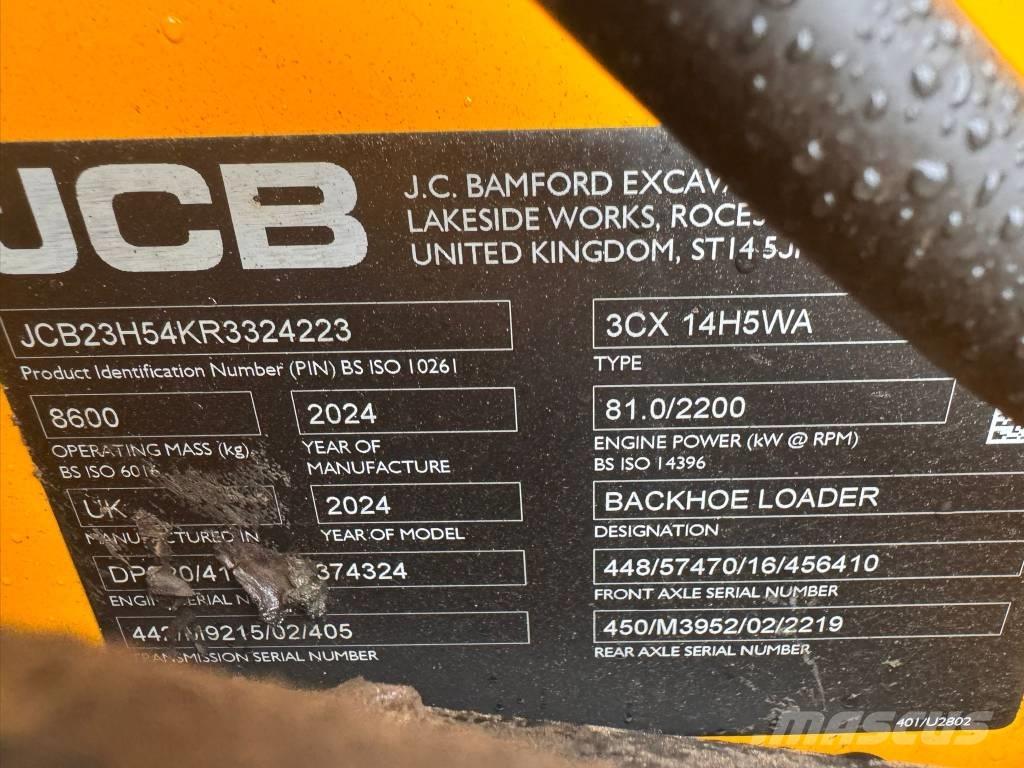 JCB
J.C. BAMFORD
LAKESIDE WORKS,
UNITED KINGDOM, ST14
JCB23H54KR3324223
Product Identification Number (PIN) BS ISO 10261
3CX 14H5WA
TYPE
8600
OPERATING MASS (kg)
BS ISO 6016
2024
YEAR OF
MANUFACTURE
81.0/2200
ENGINE POWER (kW @ RPM)
BS ISO 14396
UK
MANUFACTURED IN
2024
YEAR OF MODEL
BACKHOE LOADER
DESIGNATION
374324
SERIAL
448/57470/16/456410
FRONT AXLE SERIAL NUMBER
TRANSMISSION SERIAL NUMBER
450/M3952/02/2219
REAR AXLE SERIAL NUMBER
401/U2802
MASCUS